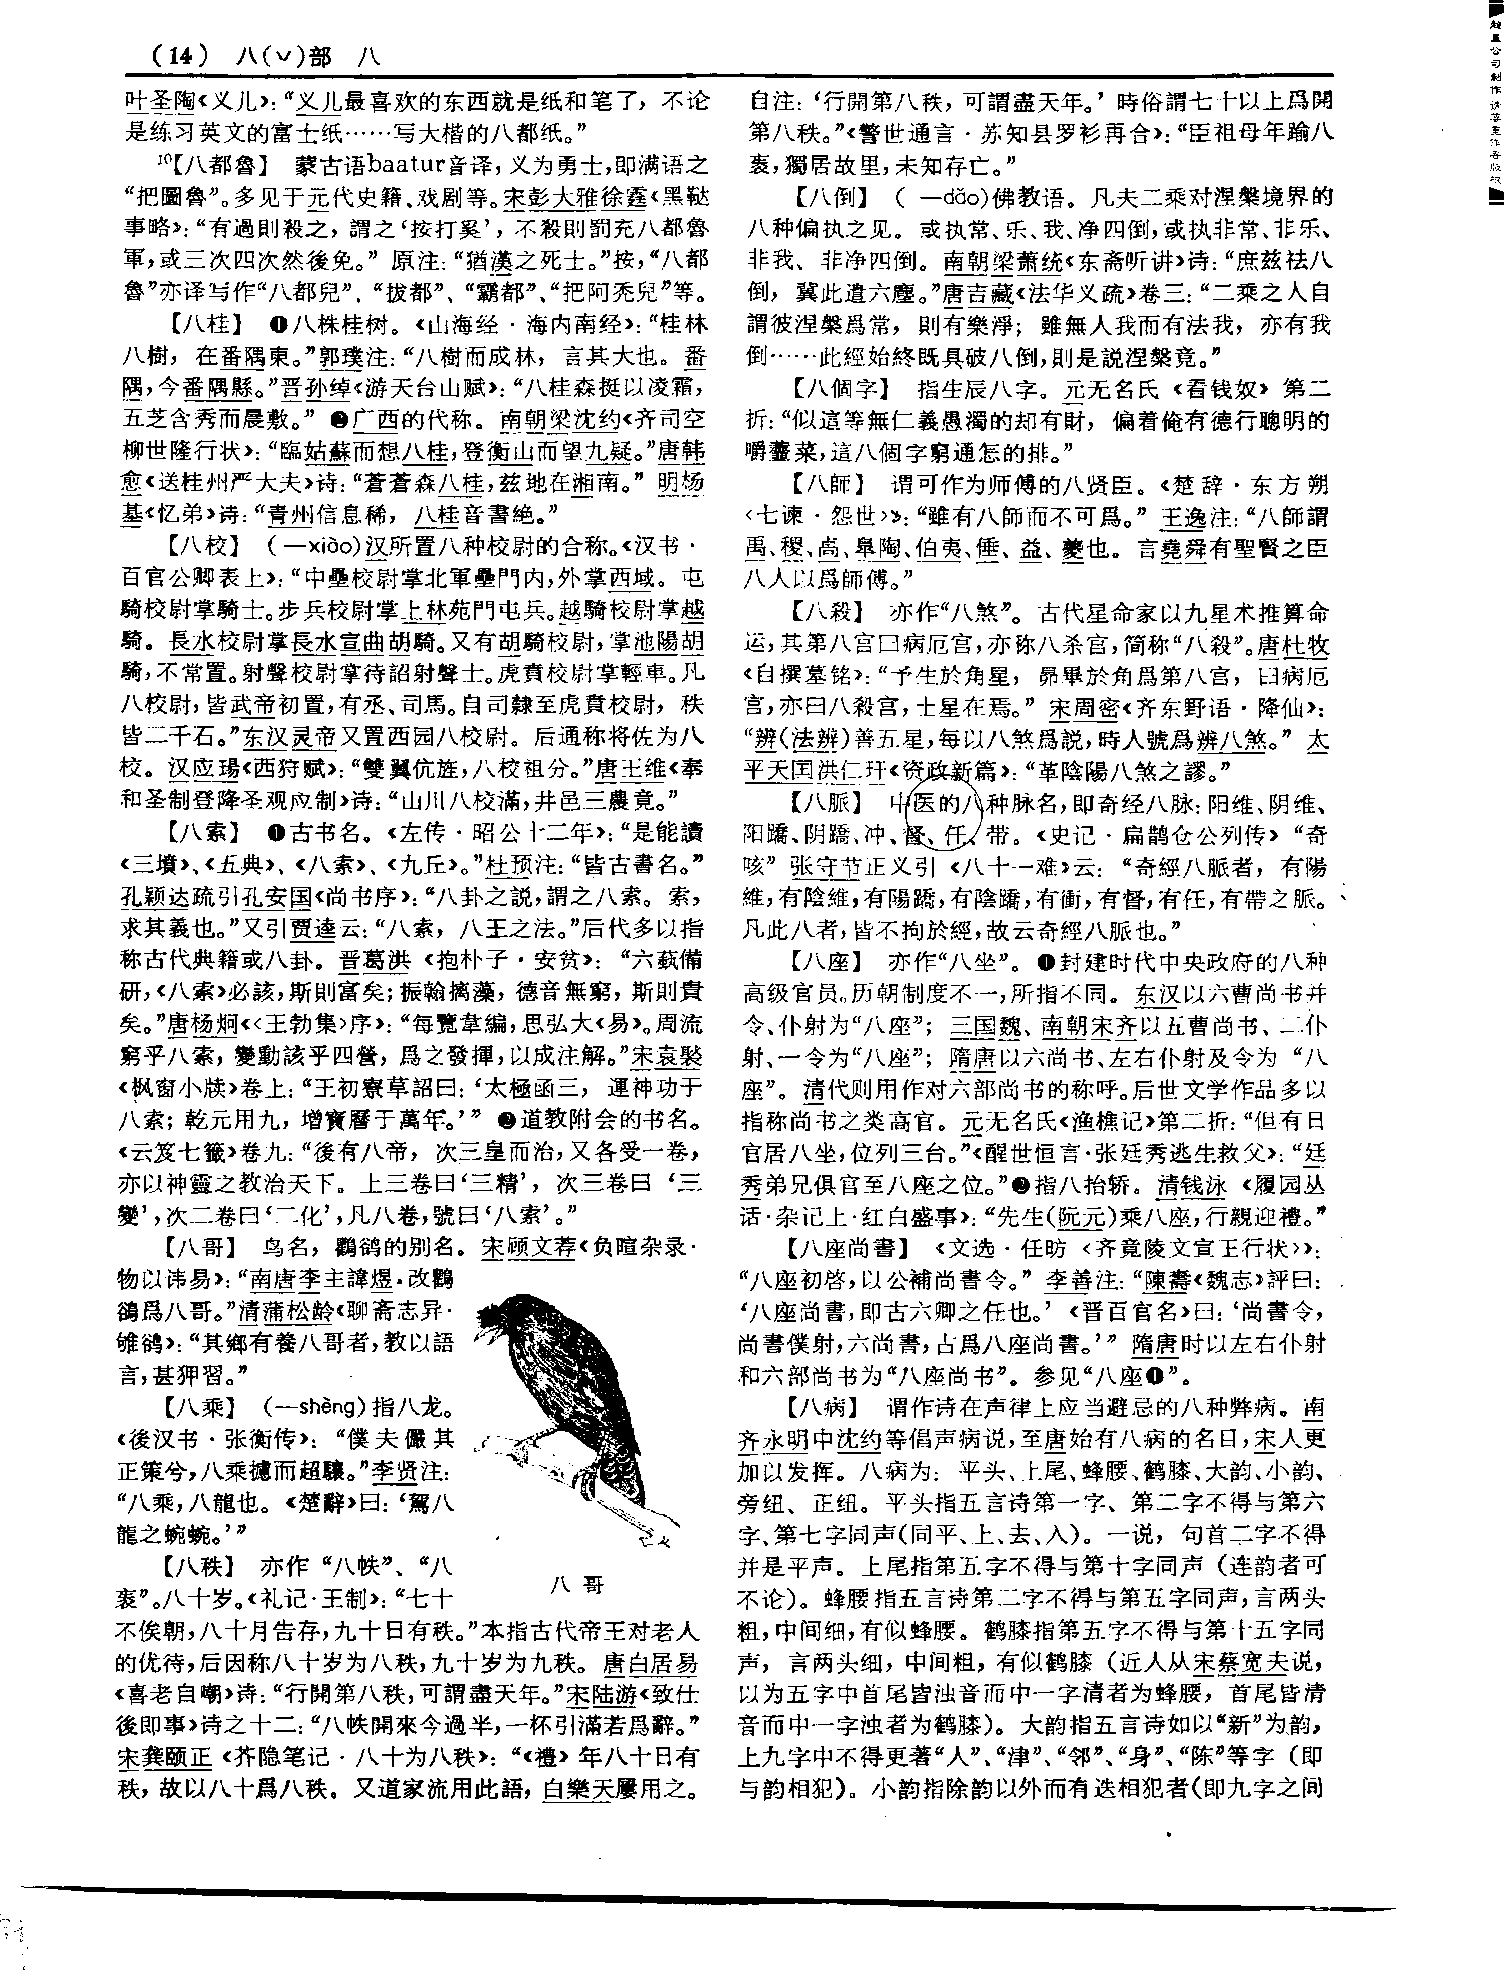 (14) 八(丷)部 八
叶圣陶《义儿》：“义儿最喜欢的东西就是纸和笔了，不论
是练习英文的富士纸……写大楷的八都纸。”
10【八都魯】 蒙古语baatur音译，义为勇士，即满语之
“把圖魯”。多见于元代史籍、戏剧等。宋彭大雅徐霆《黑鞑
事略》：“有過則殺之，謂之‘按打奚’，不殺則罰充八都魯
軍，或三次四次然後免。” 原注：“猶漢之死士。”按，“八都
魯”亦译写作“八都兒”、“拔都”、“霸都”、“把阿禿兒”等。
【八桂】 ❶八株桂树。《山海经·海内南经》：“桂林
八樹，在番隅東。”郭璞注：“八樹而成林，言其大也。番
隅，今番隅縣。”晋孙绰《游天台山赋》：“八桂森挺以凌霜，
五芝含秀而晨敷。” ❷广西的代称。南朝梁沈约《齐司空
柳世隆行状》：“臨姑蘇而想八桂，登衡山而望九疑。”唐韩
愈《送桂州严大夫》诗：“蒼蒼森八桂，兹地在湘南。” 明杨
基《忆弟》诗：“青州信息稀，八桂音書絶。”
【八校】 （—xiào）汉所置八种校尉的合称。《汉书·
百官公卿表上》：“中壘校尉掌北軍壘門内，外掌西域。屯
騎校尉掌騎士。步兵校尉掌上林苑門屯兵。越騎校尉掌越
騎。長水校尉掌長水宣曲胡騎。又有胡騎校尉，掌池陽胡
騎，不常置。射聲校尉掌待詔射聲士。虎賁校尉掌輕車。凡
八校尉，皆武帝初置，有丞、司馬。自司隸至虎賁校尉，秩
皆二千石。”东汉灵帝又置西园八校尉。后通称将佐为八
校。汉应瑒《西狩赋》：“雙翼伉旌，八校祖分。”唐王维《奉
和圣制登降圣观应制》诗：“山川八校滿，井邑三農竟。”
【八索】 ❶古书名。《左传·昭公十二年》：“是能讀
《三墳》、《五典》、《八索》、《九丘》。”杜预注：“皆古書名。”
孔颖达疏引孔安国《尚书序》：“八卦之説，謂之八索。索，
求其義也。”又引贾逵云：“八索，八王之法。”后代多以指
称古代典籍或八卦。晋葛洪《抱朴子·安贫》：“六藝備
研，《八索》必該，斯則富矣；振翰摛藻，德音無窮，斯則貴
矣。”唐杨炯《〈王勃集〉序》：“每覽韋編，思弘大《易》。周流
窮乎八索，變動該乎四營，爲之發揮，以成注解。”宋袁褧
《枫窗小牍》卷上：“王初寮草詔曰：‘太極函三，運神功于
八索；乾元用九，增寳曆于萬年。’” ❷道教附会的书名。
《云笈七籤》卷九：“後有八帝，次三皇而治，又各受一卷，
亦以神靈之教治天下。上三卷曰‘三精’，次三卷曰‘三
變’，次二卷曰‘二化’，凡八卷，號曰‘八索’。”
【八哥】 鸟名，鸜鹆的别名。宋顾文荐《负暄杂录·
物以讳易》：“南唐李主諱煜，改鸜
鵒爲八哥。”清蒲松龄《聊斋志异·
鸲鹆》：“其鄉有養八哥者，教以語
言，甚狎習。”
【八乘】 （—shèng）指八龙。
《後汉书·张衡传》：“僕夫儼其
正策兮，八乘攄而超驤。”李贤注：
“八乘，八龍也。《楚辭》曰：‘駕八
龍之蜿蜿。’”
【八秩】 亦作“八帙”、“八
袠”。八十岁。《礼记·王制》：“七十
八哥
不俟朝，八十月告存，九十日有秩。”本指古代帝王对老人
的优待，后因称八十岁为八秩，九十岁为九秩。唐白居易
《喜老自嘲》诗：“行開第八秩，可謂盡天年。”宋陆游《致仕
後即事》诗之十二：“八帙開來今過半，一杯引滿若爲辭。”
宋龚颐正《芥隐笔记·八十为八秩》：“《禮》年八十日有
秩，故以八十爲八秩。又道家流用此語，白樂天屢用之。
自注：‘行開第八秩，可謂盡天年。’時俗謂七十以上爲開
第八秩。”《警世通言·苏知县罗衫再合》：“臣祖母年踰八
袠，獨居故里，未知存亡。”
【八倒】 （—dǎo）佛教语。凡夫二乘对涅槃境界的
八种偏执之见。或执常、乐、我、净四倒，或执非常、非乐、
非我、非净四倒。南朝梁萧统《东斋听讲》诗：“庶兹祛八
倒，冀此遣六塵。”唐吉藏《法华义疏》卷三：“二乘之人自
謂彼涅槃爲常，則有樂淨；雖無人我而有法我，亦有我
倒……此經始終既具破八倒，則是説涅槃竟。”
【八個字】 指生辰八字。元无名氏《看钱奴》第二
折：“似這等無仁義愚濁的却有財，偏着俺有德行聰明的
嚼虀菜，這八個字窮通怎的排。”
【八師】 谓可作为师傅的八贤臣。《楚辞·东方朔
〈七谏·怨世〉》：“雖有八師而不可爲。” 王逸注：“八師謂
禹、稷、卨、皋陶、伯夷、倕、益、夔也。言堯舜有聖賢之臣
八人以爲師傅。”
【八殺】 亦作“八煞”。古代星命家以九星术推算命
运，其第八宫曰病厄宫，亦称八杀宫，简称“八殺”。唐杜牧
《自撰墓铭》：“予生於角星，昴畢於角爲第八宫，曰病厄
宫，亦曰八殺宫，土星在焉。” 宋周密《齐东野语·降仙》：
“辨（法辨）善五星，每以八煞爲説，時人號爲辨八煞。” 太
平天囯洪仁玕《资政新篇》：“革陰陽八煞之謬。”
【八脈】 中医的八种脉名，即奇经八脉：阳维、阴维、
阳蹻、阴蹻、冲、督、任、带。《史记·扁鹊仓公列传》“奇
咳” 张守节正义引《八十一难》云：“奇經八脈者，有陽
維，有陰維，有陽蹻，有陰蹻，有衝，有督，有任，有帶之脈。
凡此八者，皆不拘於經，故云奇經八脈也。”
【八座】 亦作“八坐”。❶封建时代中央政府的八种
高级官员。历朝制度不一，所指不同。东汉以六曹尚书并
令、仆射为“八座”；三国魏、南朝宋齐以五曹尚书、二仆
射、一令为“八座”；隋唐以六尚书、左右仆射及令为“八
座”。清代则用作对六部尚书的称呼。后世文学作品多以
指称尚书之类高官。元无名氏《渔樵记》第二折：“但有日
官居八坐，位列三台。”《醒世恒言·张廷秀逃生救父》：“廷
秀弟兄俱官至八座之位。”❷指八抬轿。清钱泳《履园丛
话·杂记上·红白盛事》：“先生（阮元）乘八座，行親迎禮。”
【八座尚書】 《文选·任昉〈齐竟陵文宣王行状〉》：
“八座初啓，以公補尚書令。” 李善注：“陳壽《魏志》評曰：
‘八座尚書，即古六卿之任也。’《晋百官名》曰：‘尚書令，
尚書僕射，六尚書，古爲八座尚書。’” 隋唐时以左右仆射
和六部尚书为“八座尚书”。参见“八座❶”。
【八病】 谓作诗在声律上应当避忌的八种弊病。南
齐永明中沈约等倡声病说，至唐始有八病的名目，宋人更
加以发挥。八病为：平头、上尾、蜂腰、鹤膝、大韵、小韵、
旁纽、正纽。平头指五言诗第一字、第二字不得与第六
字、第七字同声（同平、上、去、入）。一说，句首二字不得
并是平声。上尾指第五字不得与第十字同声（连韵者可
不论）。蜂腰指五言诗第二字不得与第五字同声，言两头
粗，中间细，有似蜂腰。鹤膝指第五字不得与第十五字同
声，言两头细，中间粗，有似鹤膝（近人从宋蔡宽夫说，
以为五字中首尾皆浊音而中一字清者为蜂腰，首尾皆清
音而中一字浊者为鹤膝）。大韵指五言诗如以“新”为韵，
上九字中不得更著“人”、“津”、“邻”、“身”、“陈”等字（即
与韵相犯）。小韵指除韵以外而有迭相犯者（即九字之间